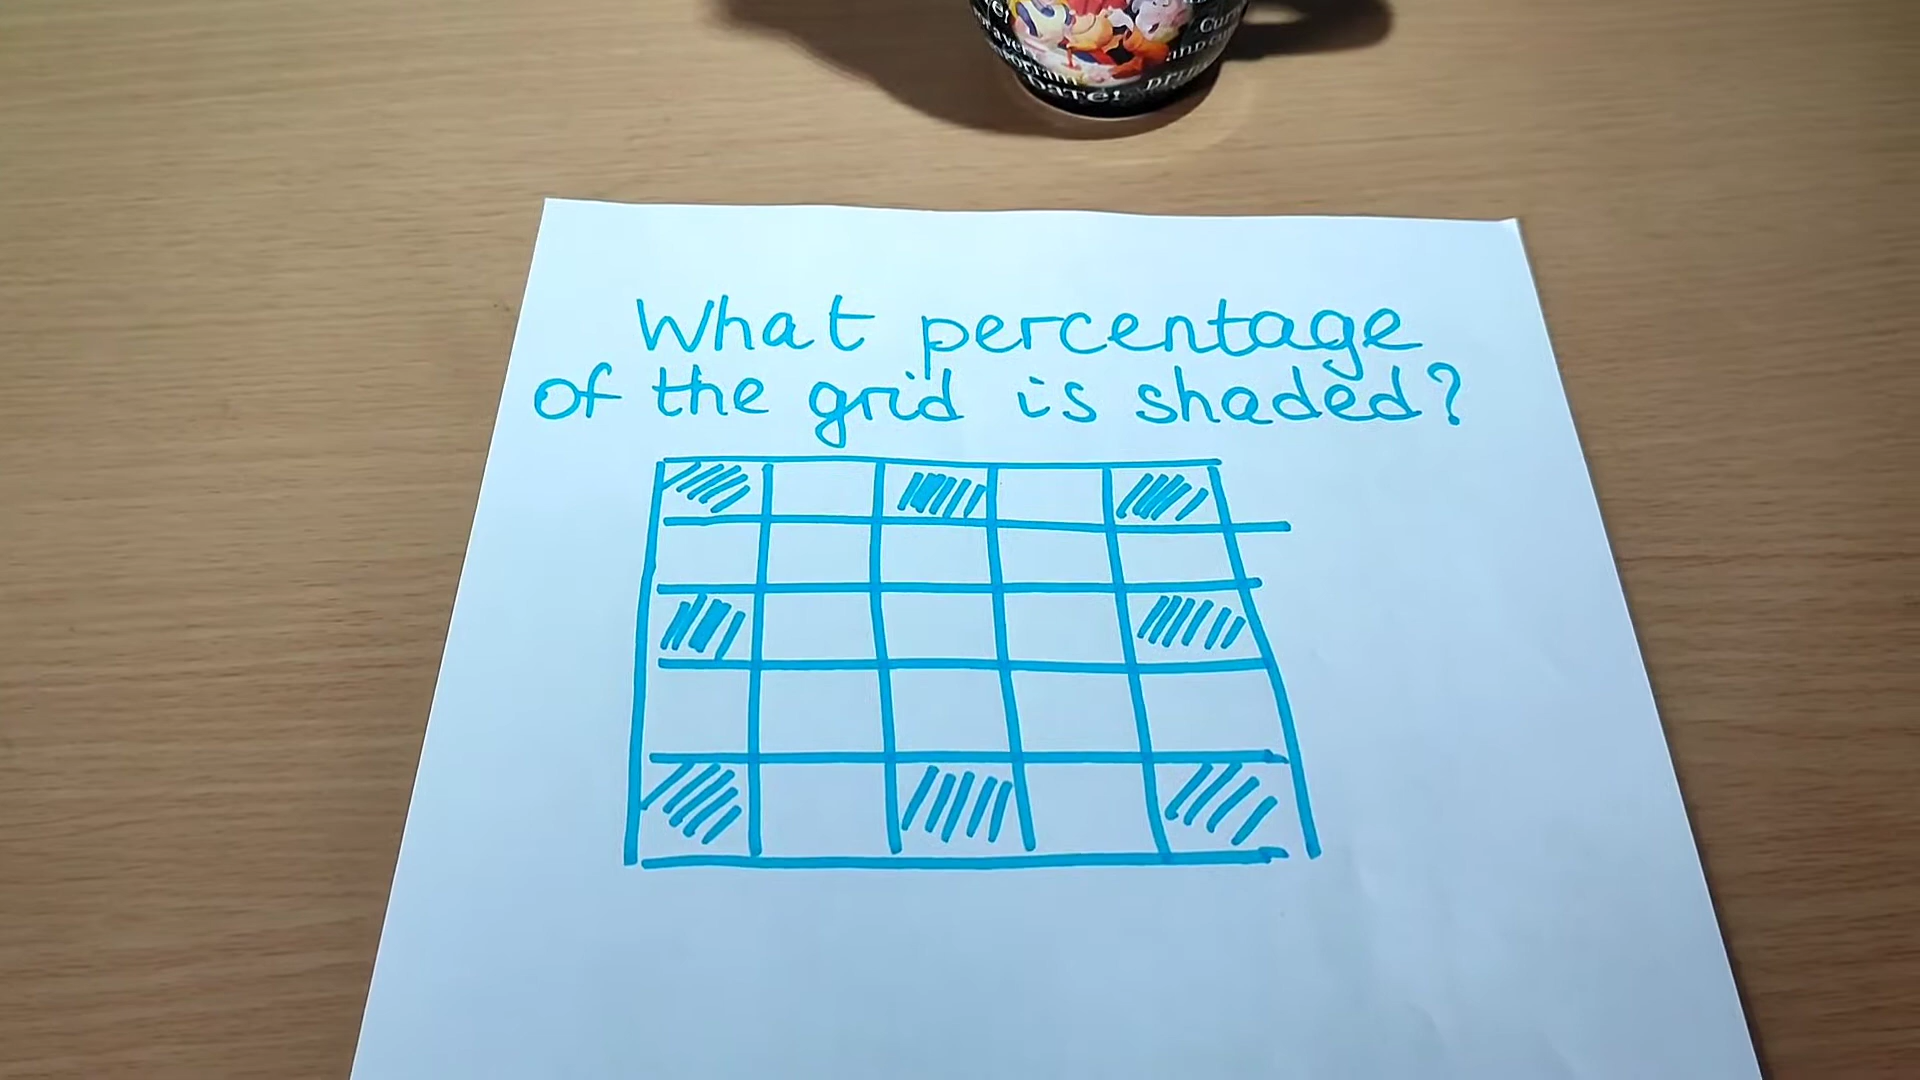 What percentage
of the grid is shaded?